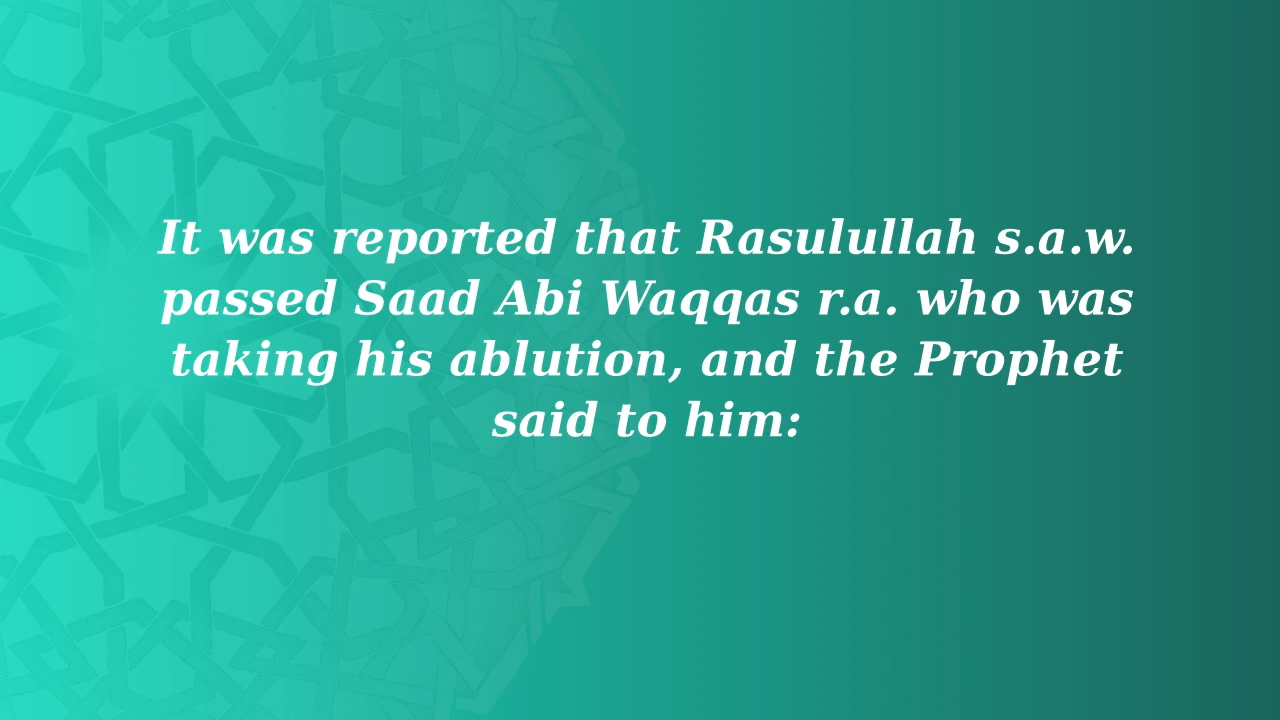 It was reported that Rasulullah s.a.w.
passed Saad Abi Waqqas r.a. who was
taking his ablution, and the Prophet
said to him: